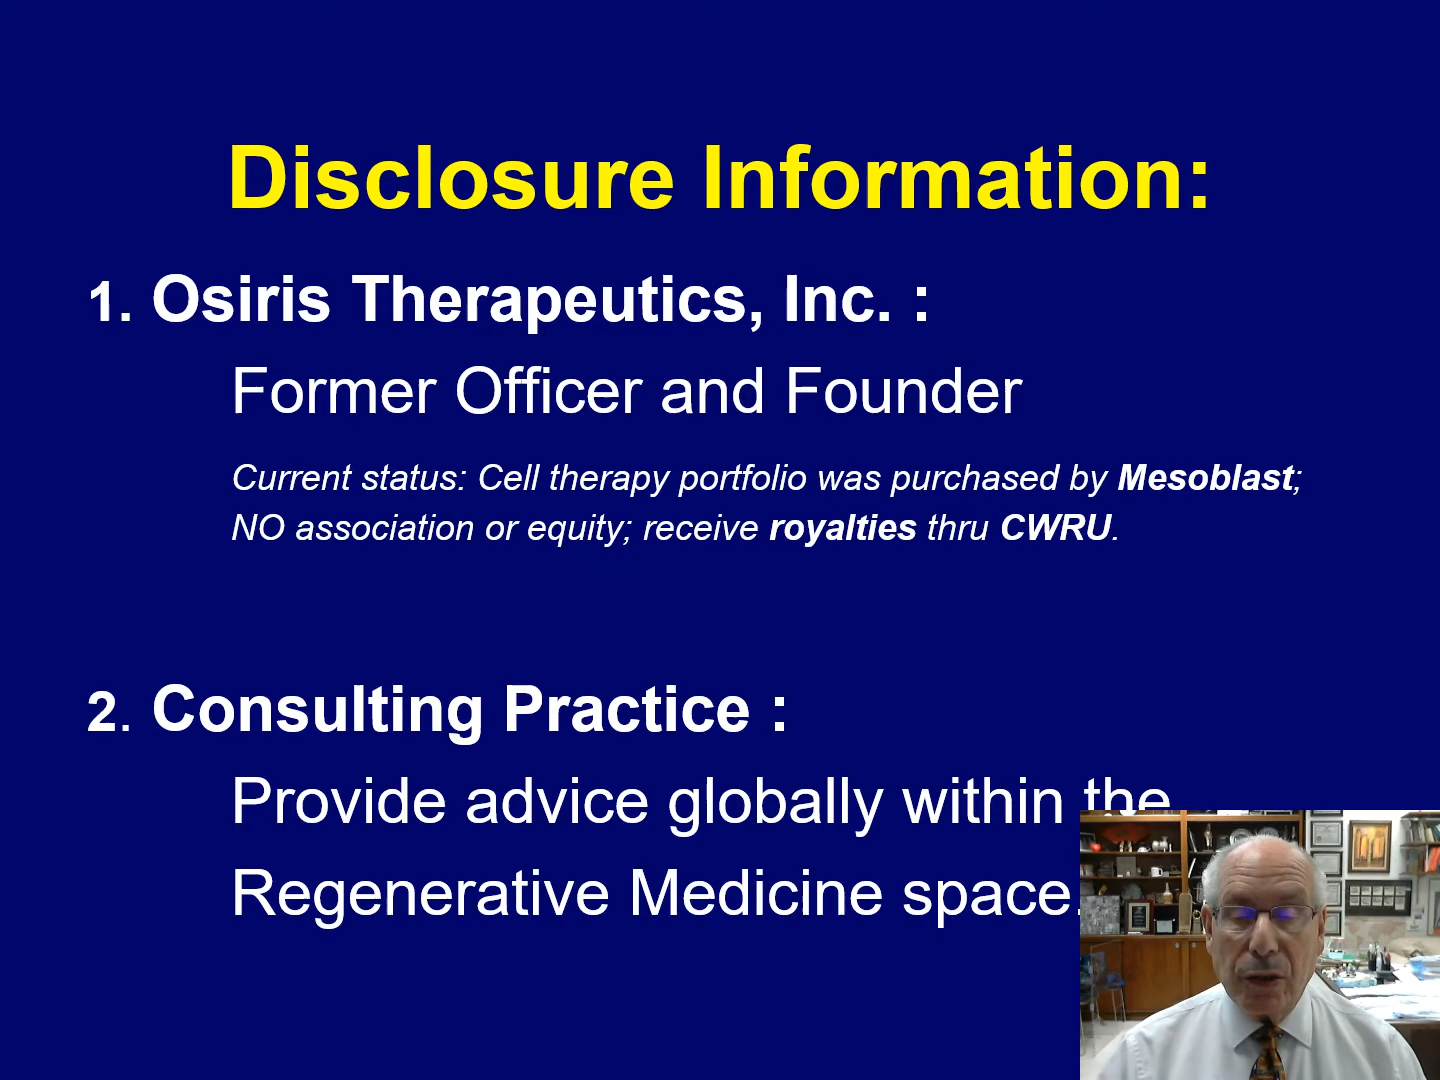 Disclosure Information:
1. Osiris Therapeutics, Inc. :
Former Officer and Founder
Current status: Cell therapy portfolio was purchased by Mesoblast;
NO association or equity; receive royalties thru CWRU.
2. Consulting Practice :
Provide advice globally within the
Regenerative Medicine space.